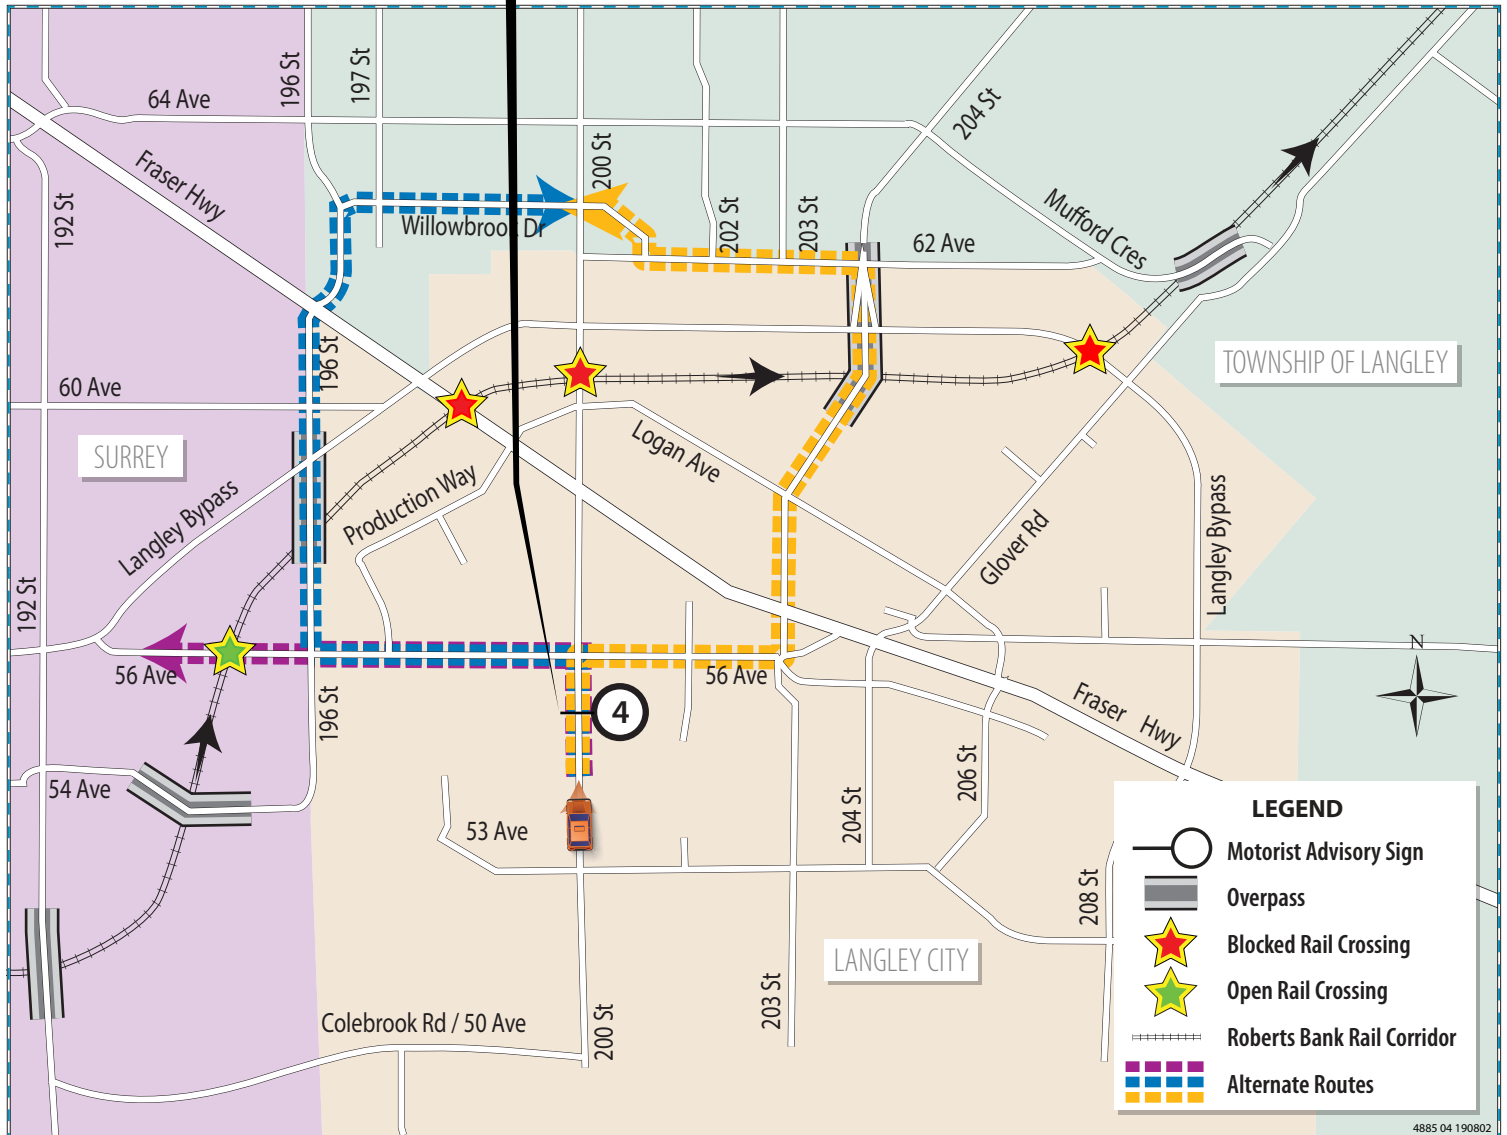 196 St
197 St
64 Ave
204 St
200 St
Fraser Hwy
192 St
Willowbrook Dr
202 St
203 St
62 Ave
Mufford Cres
196 St
TOWNSHIP OF LANGLEY
60 Ave
SURREY
Logan Ave
Production Way
Langley Bypass
Glover Rd
Langley Bypass
192 St
N
56 Ave
56 Ave
196 St
4
Fraser Hwy
54 Ave
53 Ave
204 St
206 St
208 St
LANGLEY CITY
203 St
200 St
Colebrook Rd / 50 Ave
LEGEND
Motorist Advisory Sign
Overpass
Blocked Rail Crossing
Open Rail Crossing
Roberts Bank Rail Corridor
Alternate Routes
4885 04 190802